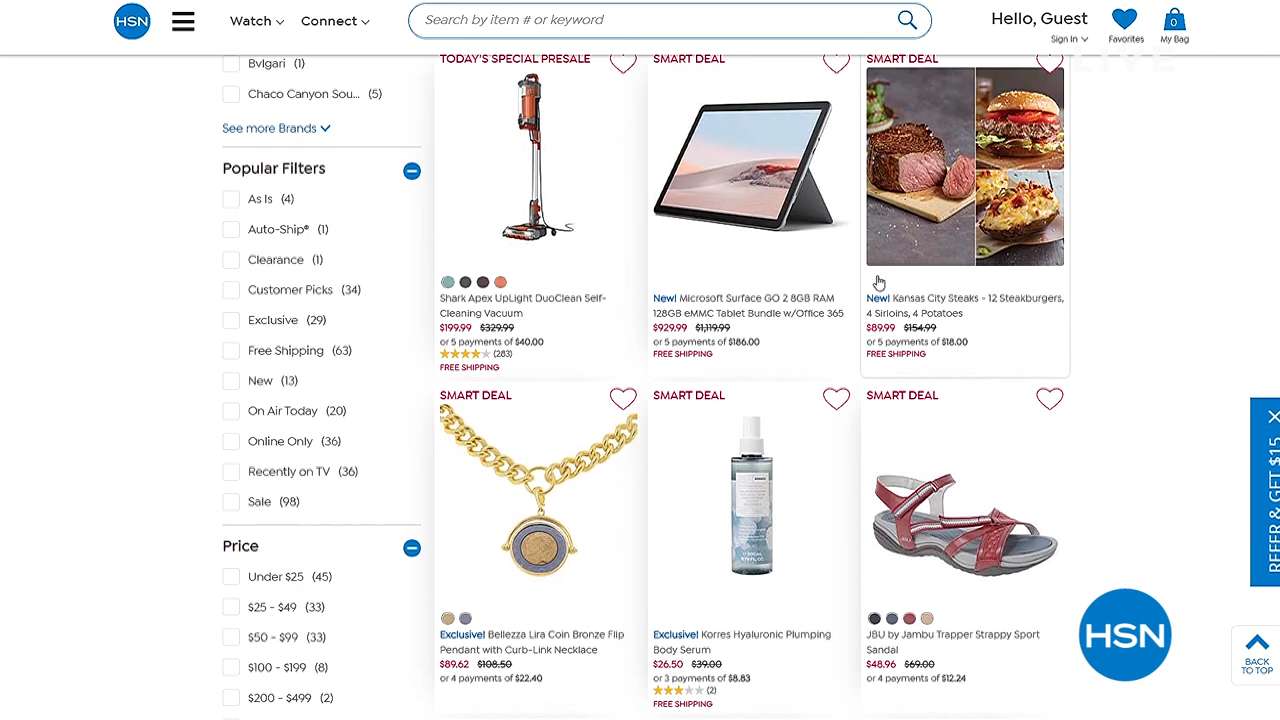 HSN
Watch
Connect
Search by item # or keyword
Hello, Guest
Sign In
Favorites
0
My Bag
LIVE
Bvlgari (1)
Chaco Canyon Sou... (5)
See more Brands
Popular Filters
As Is (4)
Auto-Ship® (1)
Clearance (1)
Customer Picks (34)
Exclusive (29)
Free Shipping (63)
New (13)
On Air Today (20)
Online Only (36)
Recently on TV (36)
Sale (98)
Price
Under $25 (45)
$25 - $49 (33)
$50 - $99 (33)
$100 - $199 (8)
$200 - $499 (2)
TODAY'S SPECIAL PRESALE
Shark Apex UpLight DuoClean Self-
Cleaning Vacuum
$199.99 $329.99
or 5 payments of $40.00
(283)
FREE SHIPPING
SMART DEAL
New! Microsoft Surface GO 2 8GB RAM
128GB eMMC Tablet Bundle w/Office 365
$929.99 $1,119.99
or 5 payments of $186.00
FREE SHIPPING
SMART DEAL
New! Kansas City Steaks - 12 Steakburgers,
4 Sirloins, 4 Potatoes
$89.99 $154.99
or 5 payments of $18.00
FREE SHIPPING
SMART DEAL
Exclusive! Bellezza Lira Coin Bronze Flip
Pendant with Curb-Link Necklace
$89.62 $108.50
or 4 payments of $22.40
SMART DEAL
KORRES
Exclusive! Korres Hyaluronic Plumping
Body Serum
$26.50 $39.00
or 3 payments of $8.83
(2)
FREE SHIPPING
SMART DEAL
JBU by Jambu Trapper Strappy Sport
Sandal
$48.96 $69.00
or 4 payments of $12.24
REFER & GET $15
HSN
BACK
TO TOP